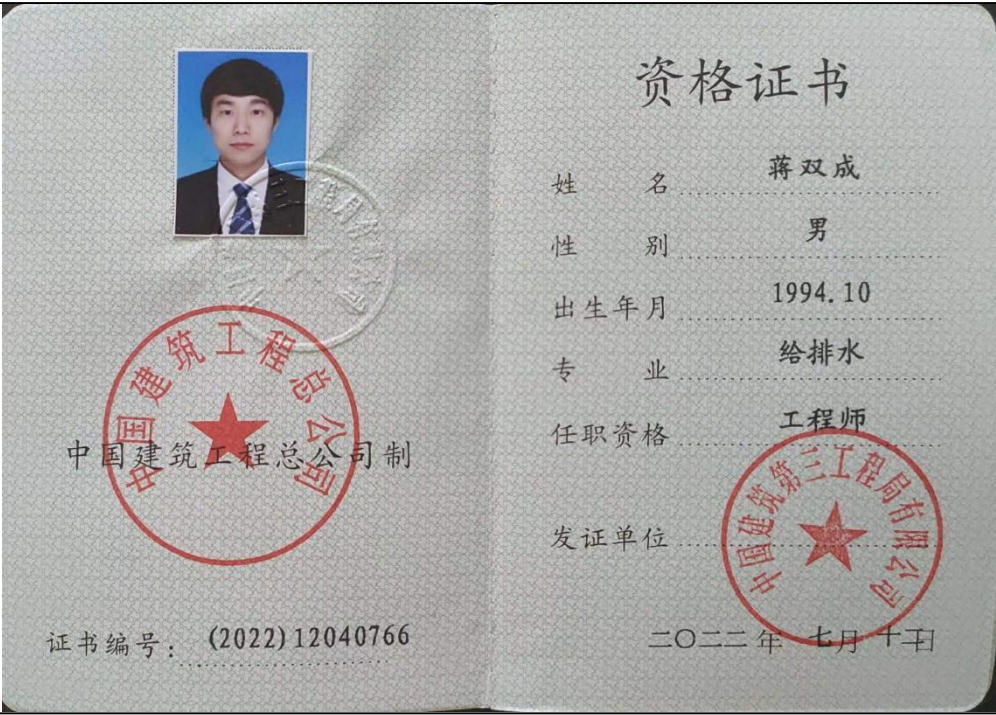 中国建筑工程总公司
中国建筑工程总公司制
证书编号: (2022)12040766
资格证书
姓 名 蒋双成
性 别 男
出生年月 1994.10
专 业 给排水
任职资格 工程师
发证单位
中国建筑第三工程局有限公司
二〇二二年 七月 日